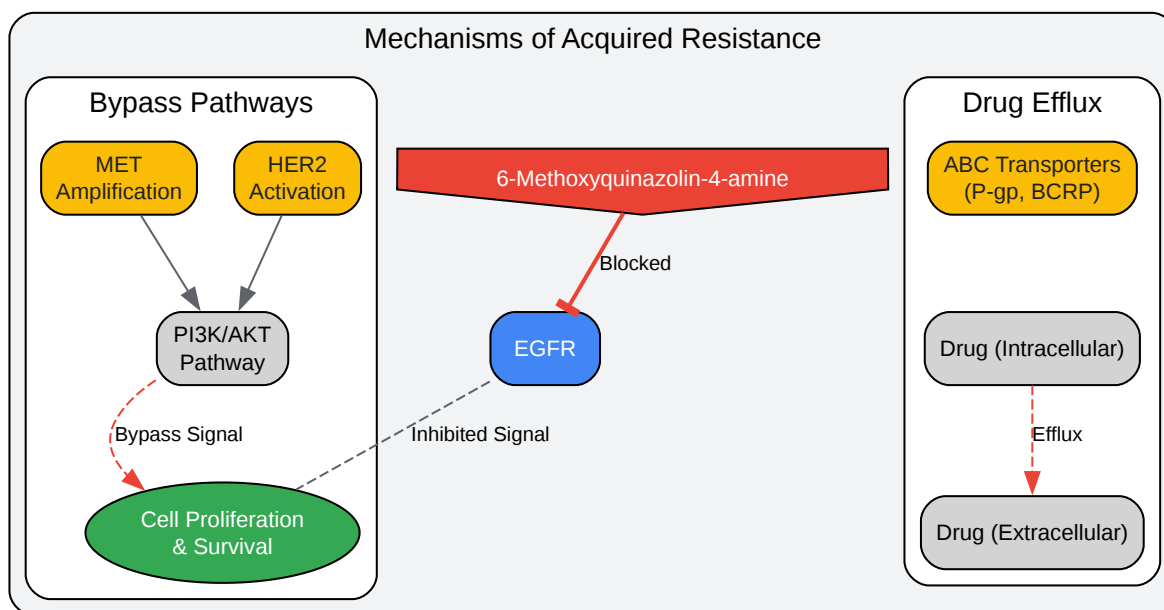 Mechanisms of Acquired Resistance
Bypass Pathways
MET
Amplification
HER2
Activation
PI3K/AKT
Pathway
Bypass Signal
Cell Proliferation
& Survival
6-Methoxyquinazolin-4-amine
Blocked
EGFR
Inhibited Signal
Drug Efflux
ABC Transporters
(P-gp, BCRP)
Drug (Intracellular)
Efflux
Drug (Extracellular)